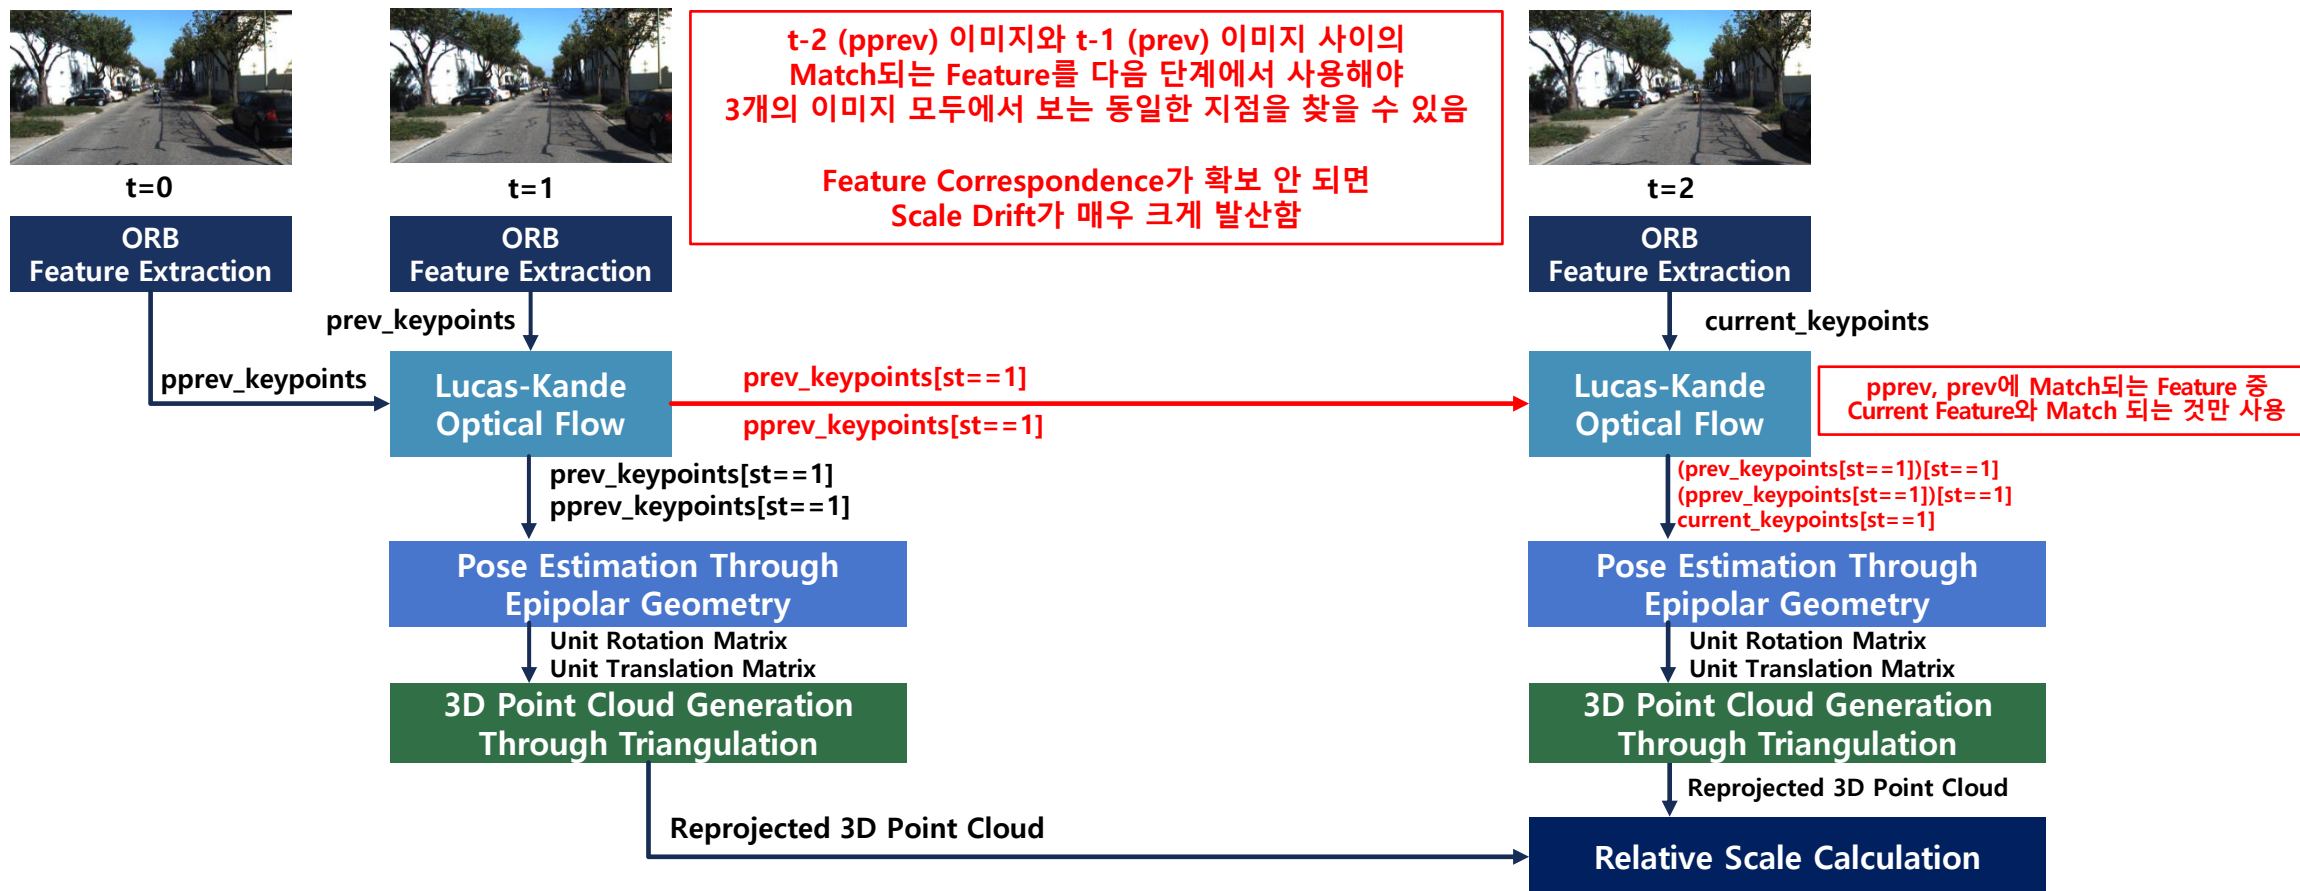 t-2 (pprev) 이미지와 t-1 (prev) 이미지 사이의
Match되는 Feature를 다음 단계에서 사용해야
3개의 이미지 모두에서 보는 동일한 지점을 찾을 수 있음
Feature Correspondence가 확보 안 되면
Scale Drift가 매우 크게 발산함
t=0
t=1
t=2
ORB
Feature Extraction
ORB
Feature Extraction
ORB
Feature Extraction
prev_keypoints
current_keypoints
pprev_keypoints
Lucas-Kande
Optical Flow
prev_keypoints[st==1]
pprev_keypoints[st==1]
Lucas-Kande
Optical Flow
pprev, prev에 Match되는 Feature 중
Current Feature와 Match 되는 것만 사용
prev_keypoints[st==1]
pprev_keypoints[st==1]
(prev_keypoints[st==1])[st==1]
(pprev_keypoints[st==1])[st==1]
current_keypoints[st==1]
Pose Estimation Through
Epipolar Geometry
Pose Estimation Through
Epipolar Geometry
Unit Rotation Matrix
Unit Translation Matrix
Unit Rotation Matrix
Unit Translation Matrix
3D Point Cloud Generation
Through Triangulation
3D Point Cloud Generation
Through Triangulation
Reprojected 3D Point Cloud
Reprojected 3D Point Cloud
Relative Scale Calculation